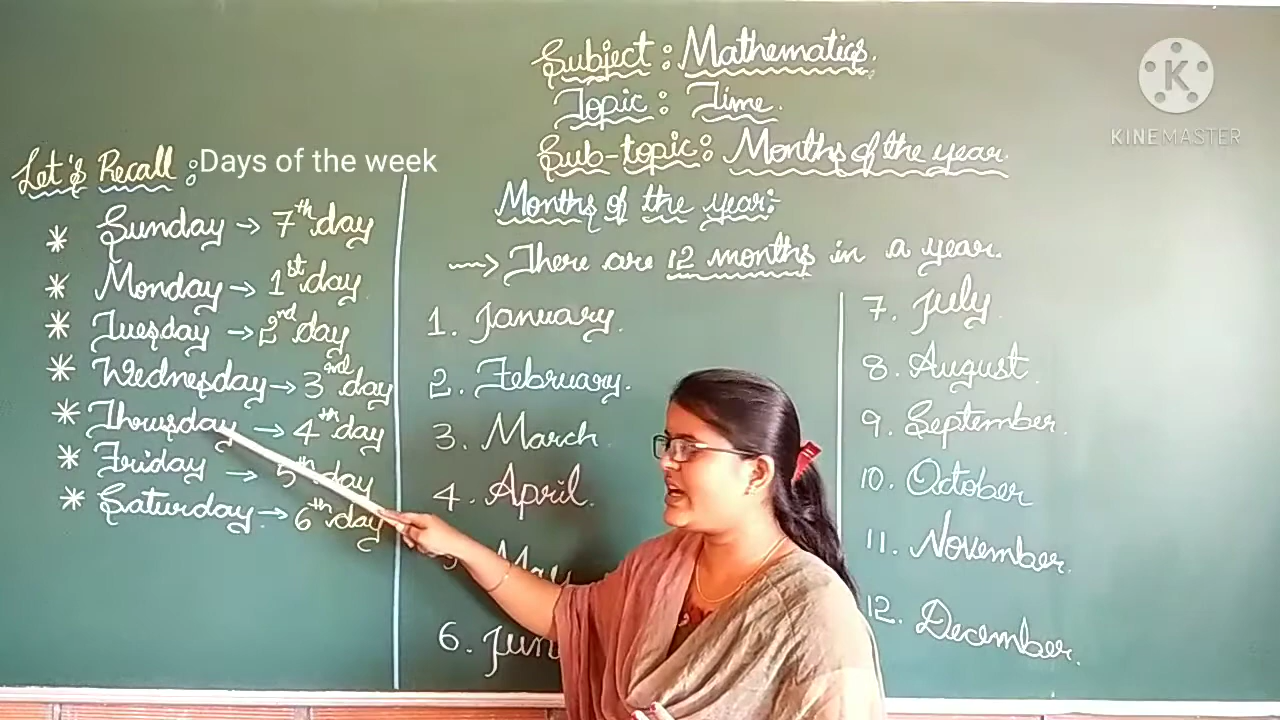 Subject : Mathematics.
Topic : Time.
Sub-topic: Months of the year.
KINEMASTER
Let's Recall : Days of the week
* Sunday → 7th day
* Monday → 1st day
* Tuesday → 2nd day
* Wednesday → 3rd day
* Thursday → 4th day
* Friday → 5th day
* Saturday → 6th day
Months of the year:-
→ There are 12 months in a year.
1. January.
2. February.
3. March.
4. April.
6.
7. July.
8. August.
9. September.
10. October
11. November.
12. December.